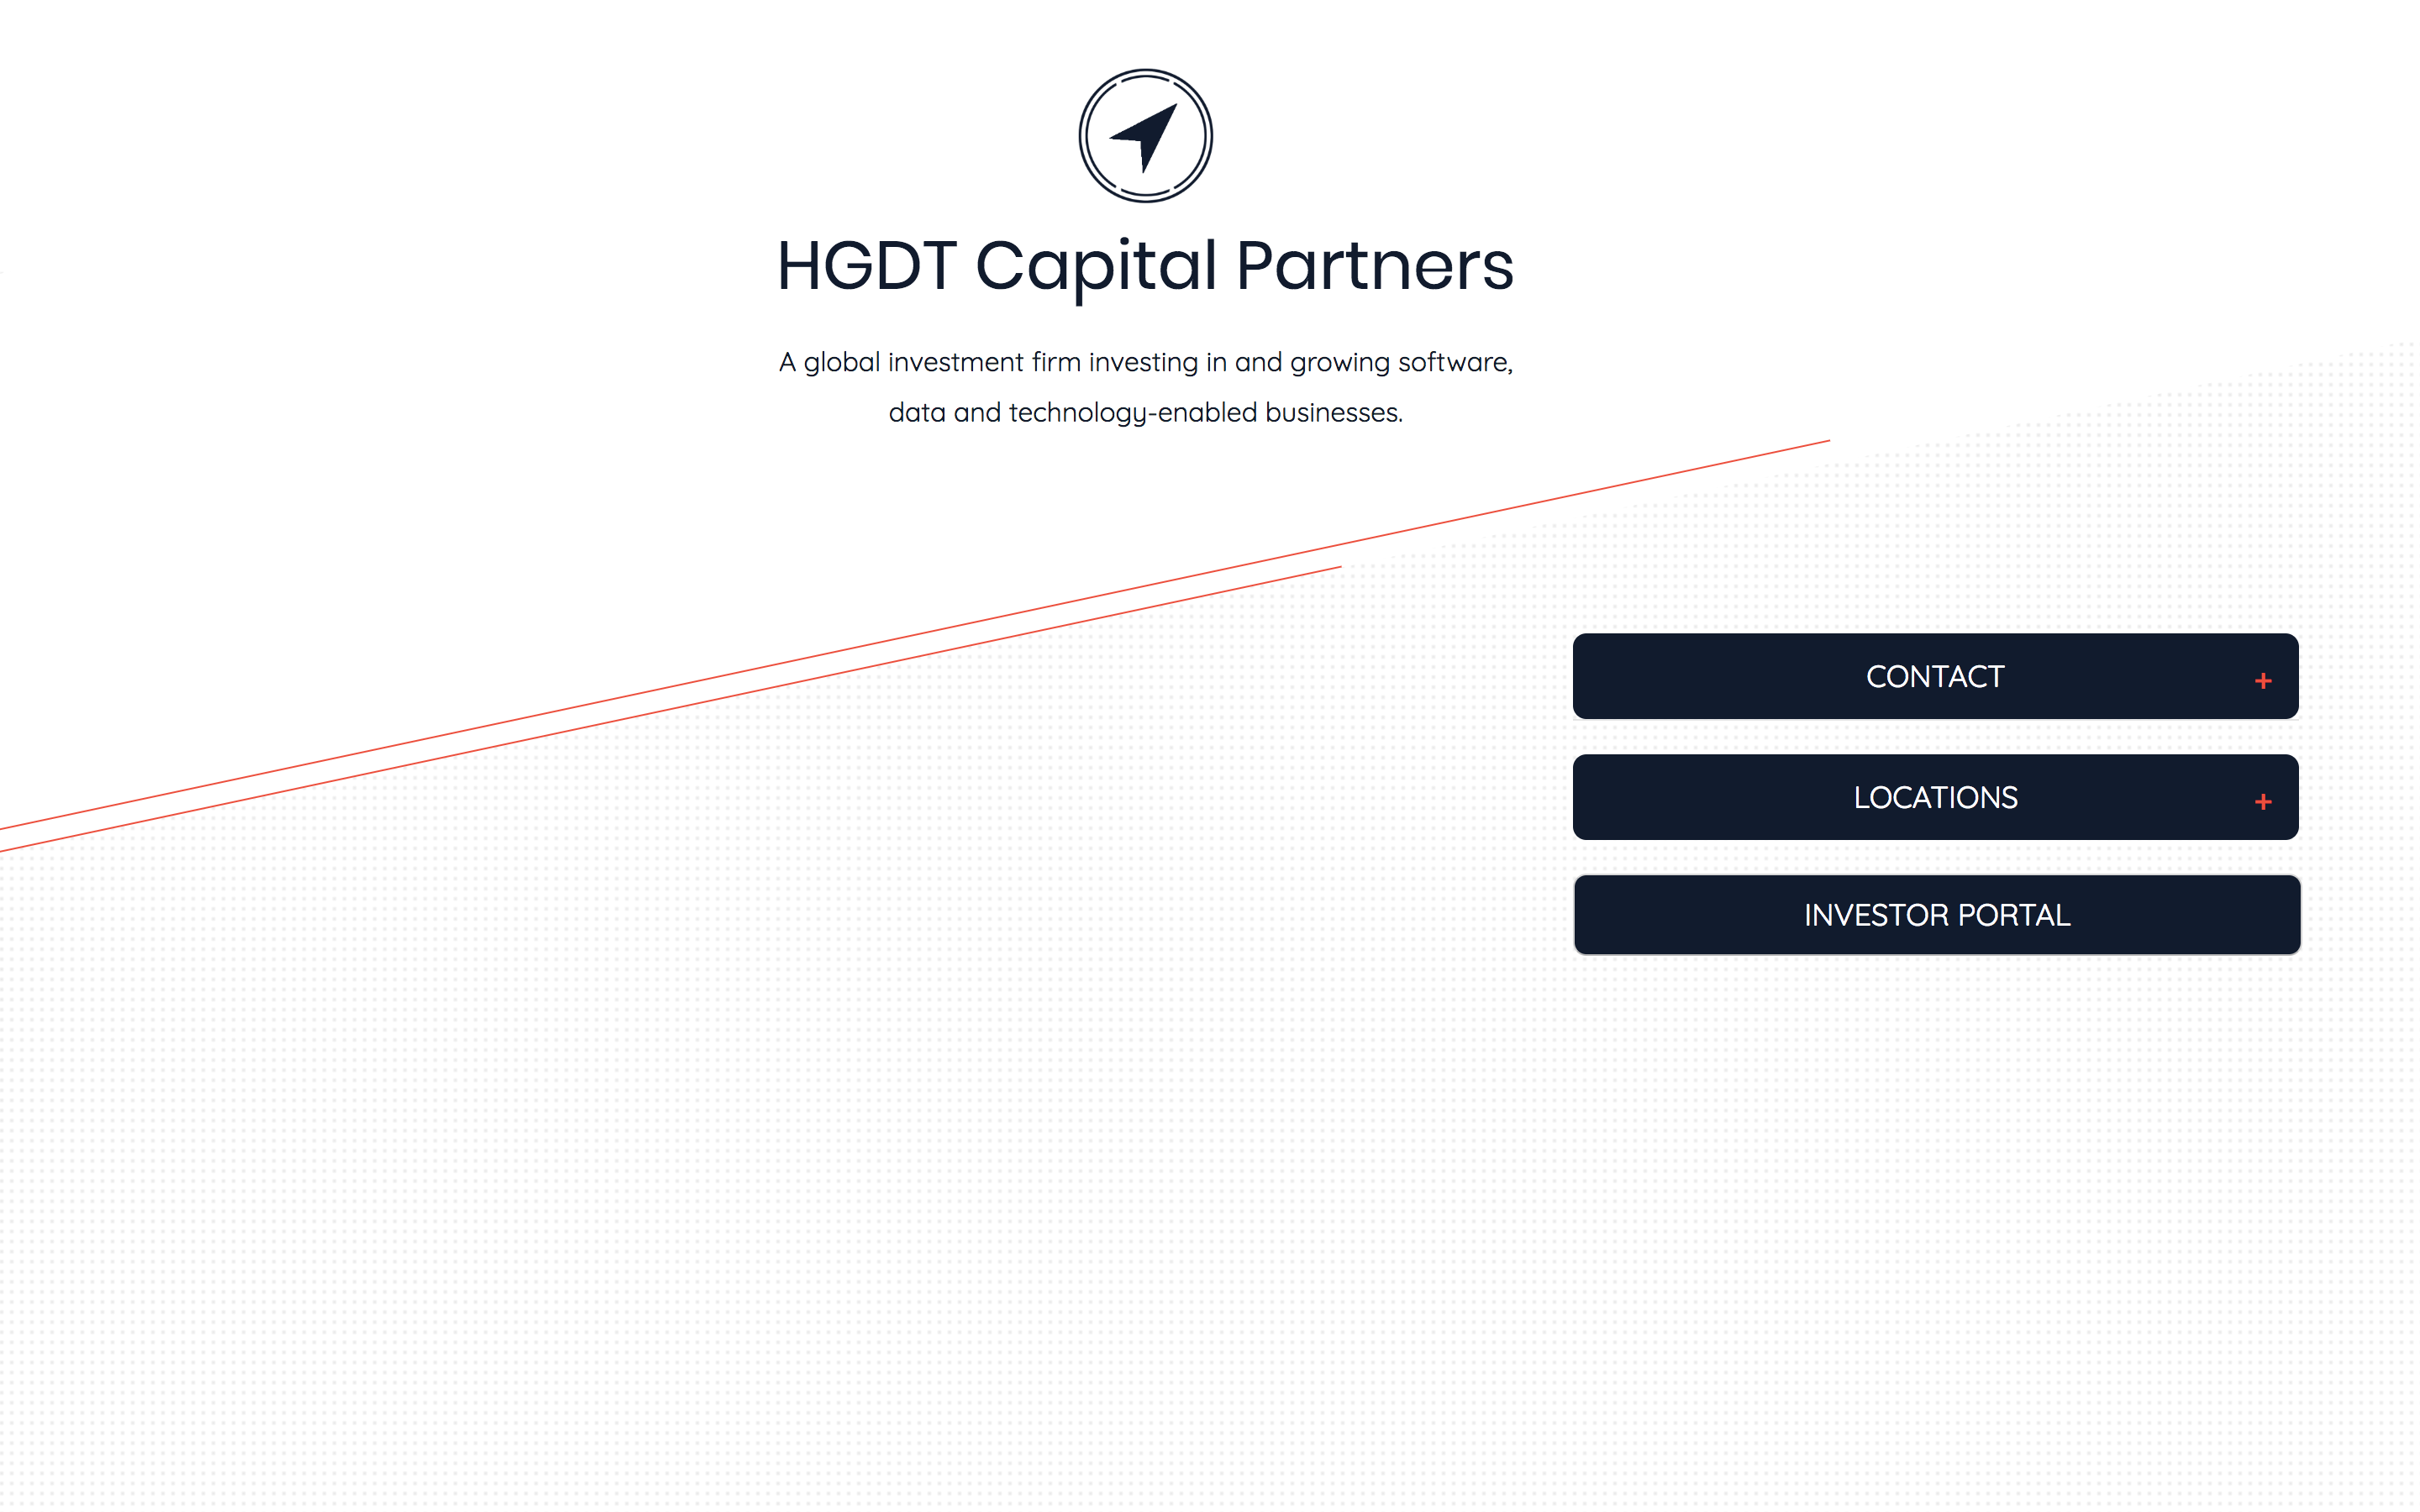 HGDT Capital Partners
A global investment firm investing in and growing software,
data and technology-enabled businesses.
CONTACT +
LOCATIONS +
INVESTOR PORTAL